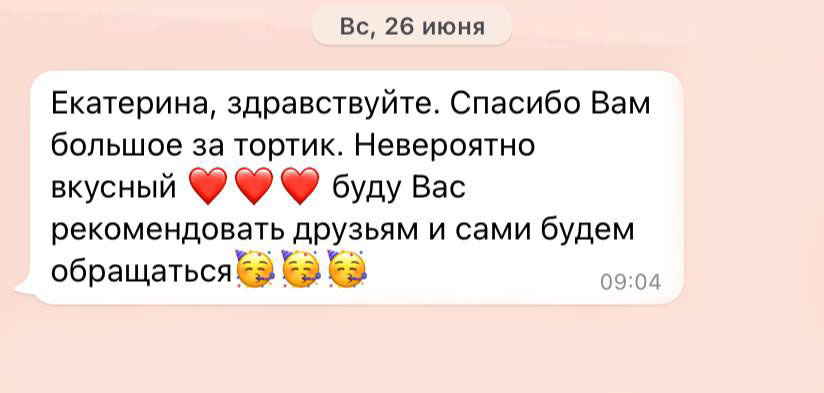 Вс, 26 июня
Екатерина, здравствуйте. Спасибо Вам
большое за тортик. Невероятно
вкусный ❤️❤️❤️ буду Вас
рекомендовать друзьям и сами будем
обращаться🥳🥳🥳
09:04